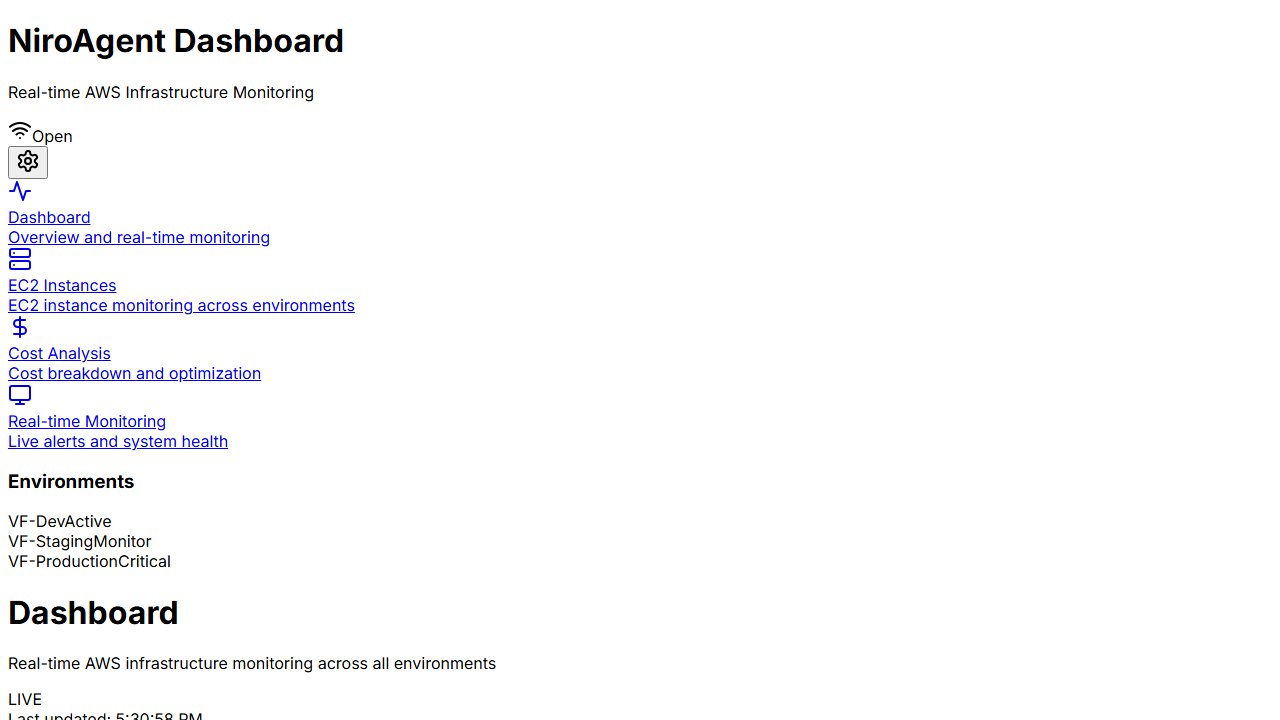 NiroAgent Dashboard
Real-time AWS Infrastructure Monitoring
Open
Dashboard
Overview and real-time monitoring
EC2 Instances
EC2 instance monitoring across environments
Cost Analysis
Cost breakdown and optimization
Real-time Monitoring
Live alerts and system health
Environments
VF-DevActive
VF-StagingMonitor
VF-ProductionCritical
Dashboard
Real-time AWS infrastructure monitoring across all environments
LIVE
Last updated: 5:30:58 PM